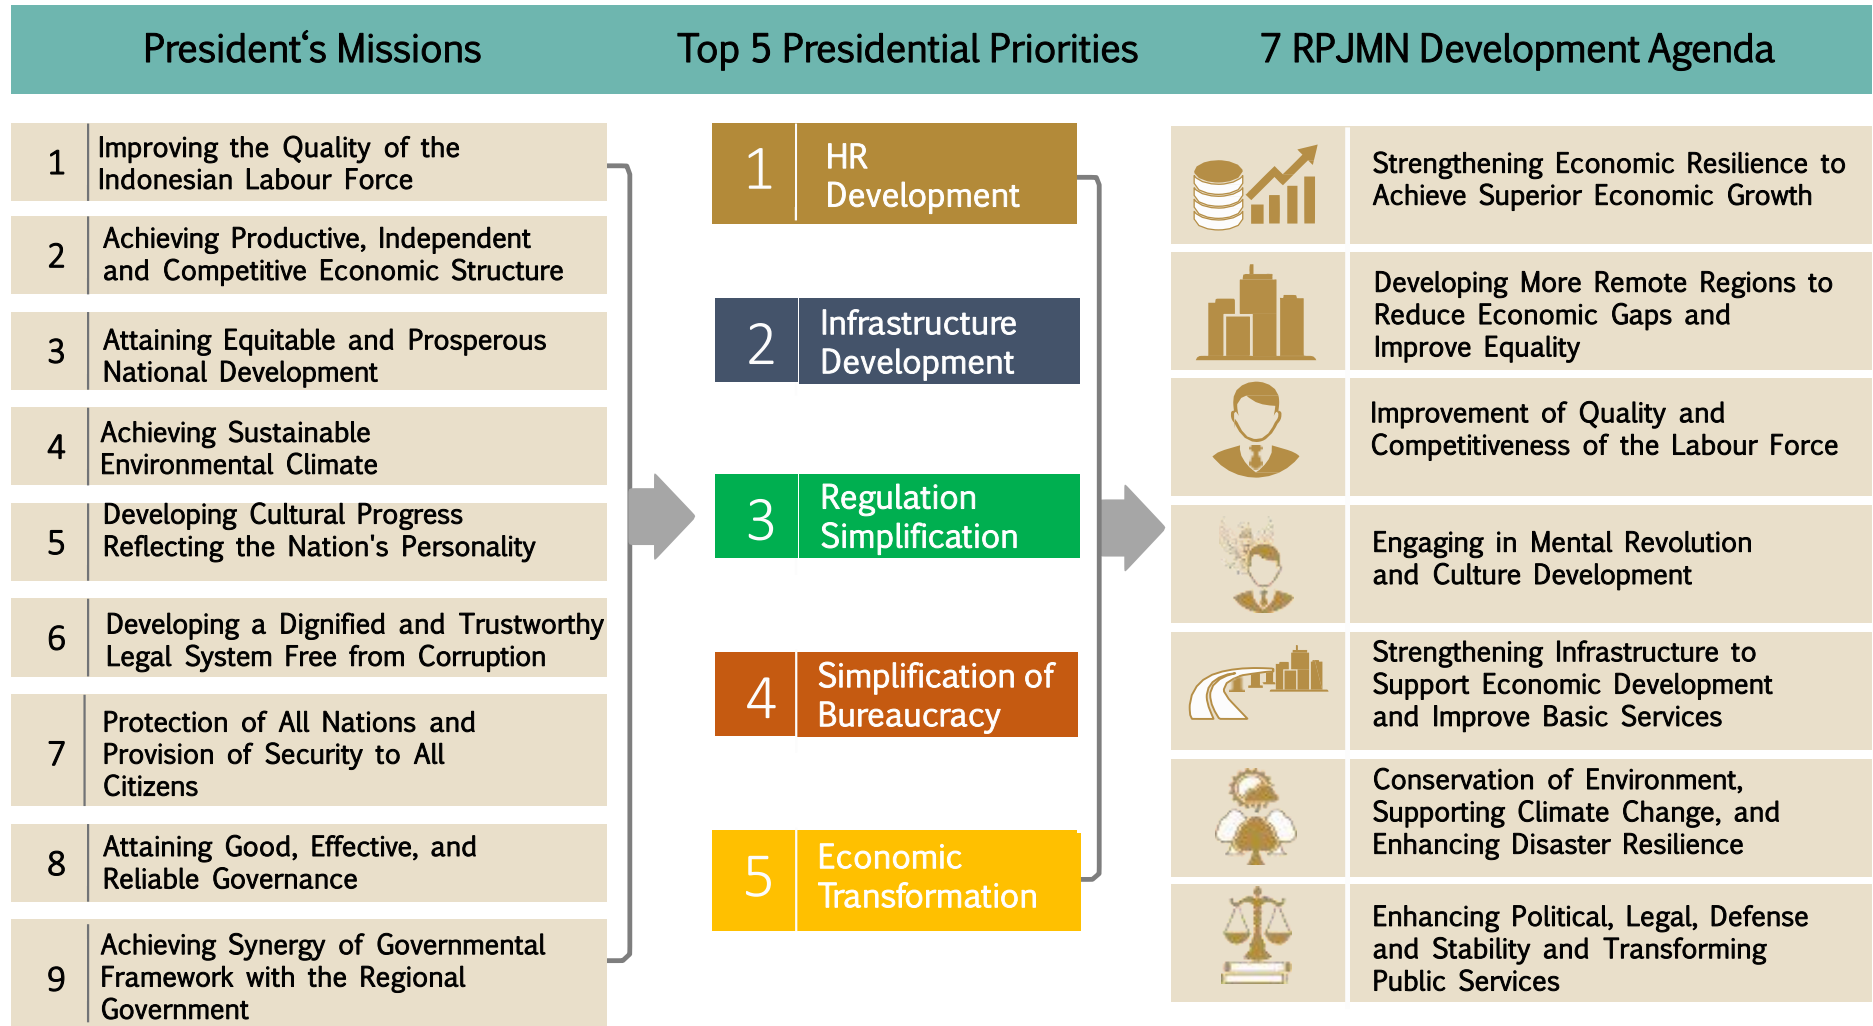 President‘s Missions
Top 5 Presidential Priorities
7 RPJMN Development Agenda
1
Improving the Quality of the
Indonesian Labour Force
2
Achieving Productive, Independent
and Competitive Economic Structure
3
Attaining Equitable and Prosperous
National Development
4
Achieving Sustainable
Environmental Climate
5
Developing Cultural Progress
Reflecting the Nation's Personality
6
Developing a Dignified and Trustworthy
Legal System Free from Corruption
7
Protection of All Nations and
Provision of Security to All
Citizens
8
Attaining Good, Effective, and
Reliable Governance
9
Achieving Synergy of Governmental
Framework with the Regional
Government
1
HR
Development
2
Infrastructure
Development
3
Regulation
Simplification
4
Simplification of
Bureaucracy
5
Economic
Transformation
Strengthening Economic Resilience to
Achieve Superior Economic Growth
Developing More Remote Regions to
Reduce Economic Gaps and
Improve Equality
Improvement of Quality and
Competitiveness of the Labour Force
Engaging in Mental Revolution
and Culture Development
Strengthening Infrastructure to
Support Economic Development
and Improve Basic Services
Conservation of Environment,
Supporting Climate Change, and
Enhancing Disaster Resilience
Enhancing Political, Legal, Defense
and Stability and Transforming
Public Services